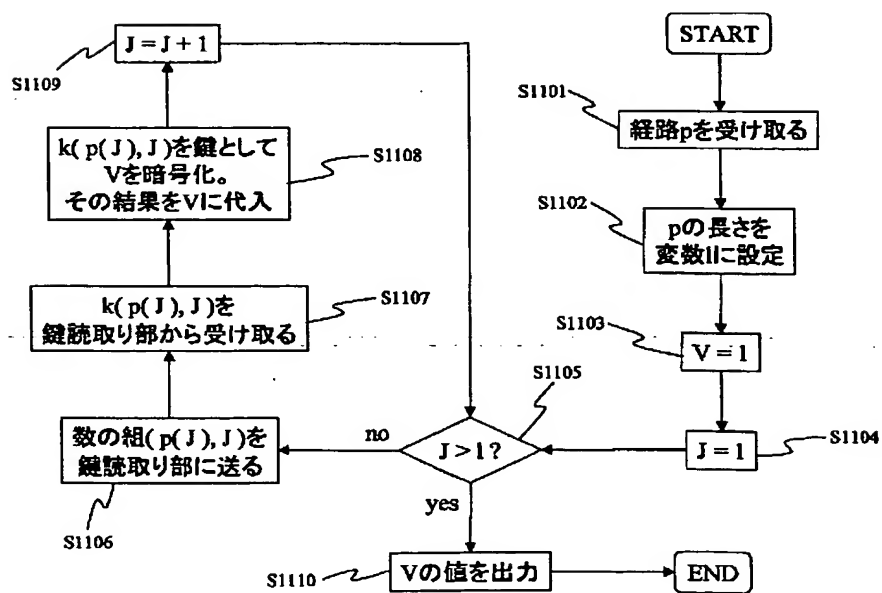 START
S1101
経路pを受け取る
S1102
pの長さを
変数llに設定
S1103
V = 1
J = 1
S1104
S1105
J > l ?
no
yes
数の組( p( J ) , J )を
鍵読取り部に送る
S1106
k( p( J ) , J )を
鍵読取り部から受け取る
S1107
k( p( J ) , J )を鍵として
Vを暗号化。
その結果をVに代入
S1108
J = J + 1
S1109
S1110
Vの値を出力
END